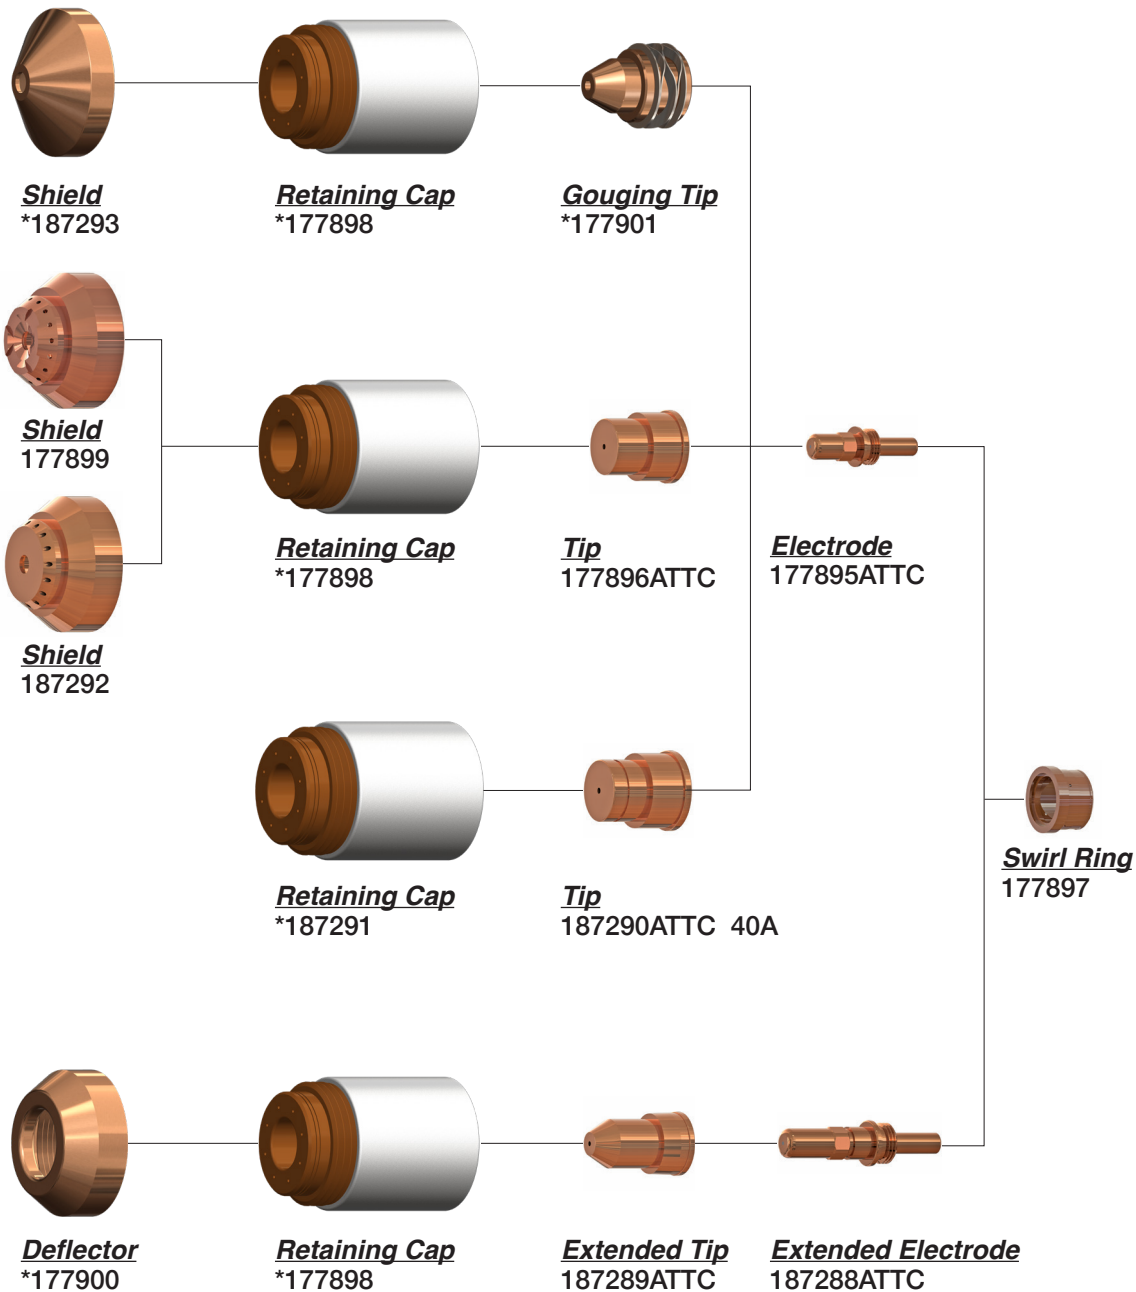 Shield
*187293
Retaining Cap
*177898
Gouging Tip
*177901
Shield
177899
Retaining Cap
*177898
Tip
177896ATTC
Electrode
177895ATTC
Shield
187292
Swirl Ring
177897
Retaining Cap
*187291
Tip
187290ATTC 40A
Deflector
*177900
Retaining Cap
*177898
Extended Tip
187289ATTC
Extended Electrode
187288ATTC